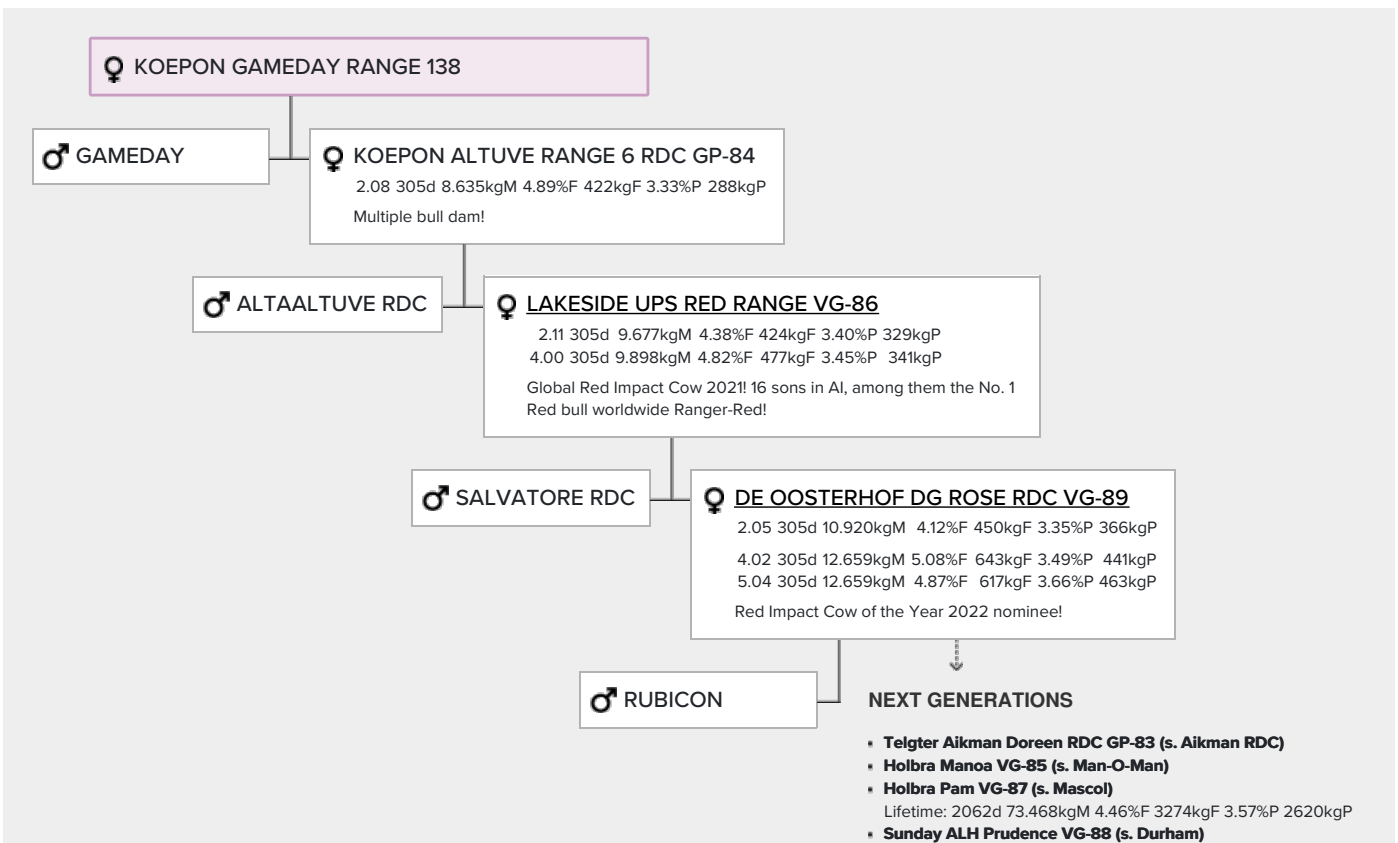 KOEPON GAMEDAY RANGE 138
GAMEDAY
KOEPON ALTUVE RANGE 6 RDC GP-84
2.08 305d 8.635kgM 4.89%F 422kgF 3.33%P 288kgP
Multiple bull dam!
ALTAALTUVE RDC
LAKESIDE UPS RED RANGE VG-86
2.11 305d 9.677kgM 4.38%F 424kgF 3.40%P 329kgP
4.00 305d 9.898kgM 4.82%F 477kgF 3.45%P 341kgP
Global Red Impact Cow 2021! 16 sons in AI, among them the No. 1
Red bull worldwide Ranger-Red!
SALVATORE RDC
DE OOSTERHOF DG ROSE RDC VG-89
2.05 305d 10.920kgM 4.12%F 450kgF 3.35%P 366kgP
4.02 305d 12.659kgM 5.08%F 643kgF 3.49%P 441kgP
5.04 305d 12.659kgM 4.87%F 617kgF 3.66%P 463kgP
Red Impact Cow of the Year 2022 nominee!
RUBICON
NEXT GENERATIONS
Telgter Aikman Doreen RDC GP-83 (s. Aikman RDC)
Holbra Manoa VG-85 (s. Man-O-Man)
Holbra Pam VG-87 (s. Mascol)
Lifetime: 2062d 73.468kgM 4.46%F 3274kgF 3.57%P 2620kgP
Sunday ALH Prudence VG-88 (s. Durham)